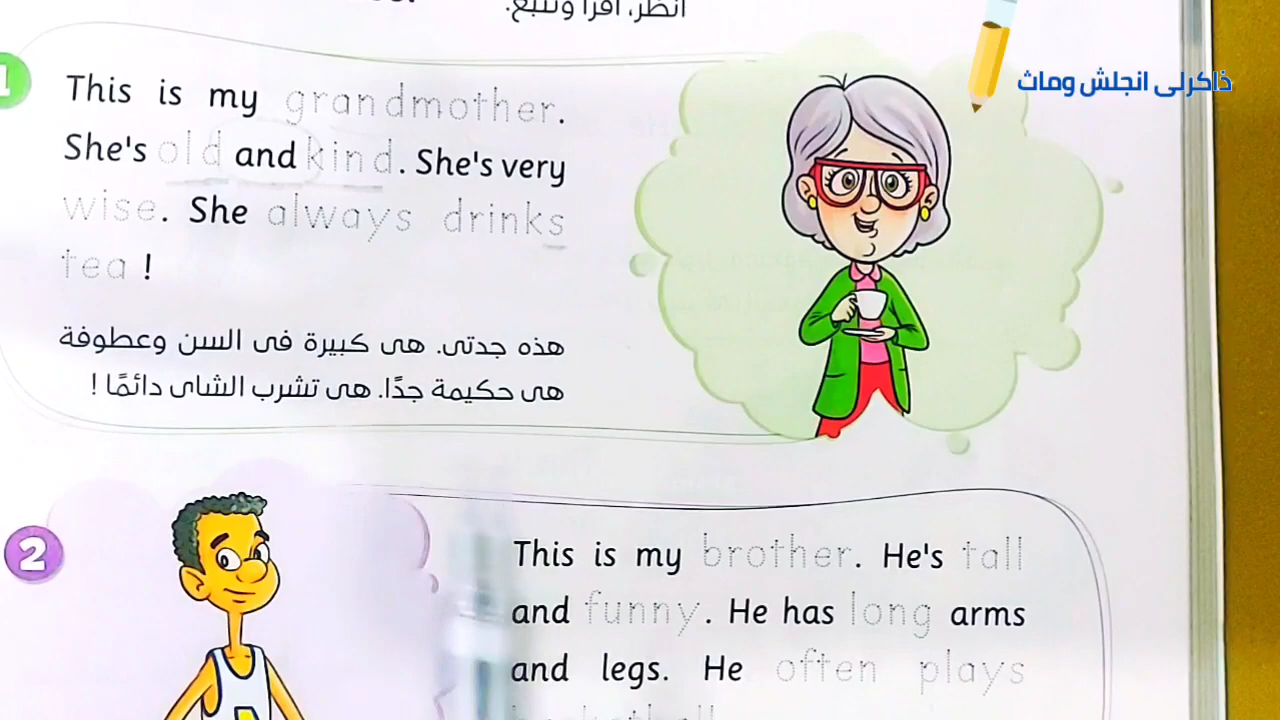 انظر، اقرأ وتتبع.
ذاكرلى انجلش وماث
1
This is my grandmother.
She's old and kind. She's very
wise. She always drinks
tea!
هذه جدتى. هى كبيرة فى السن وعطوفة
هى حكيمة جدًا. هى تشرب الشاى دائمًا!
2
This is my brother. He's tall
and funny. He has long arms
and legs. He often plays